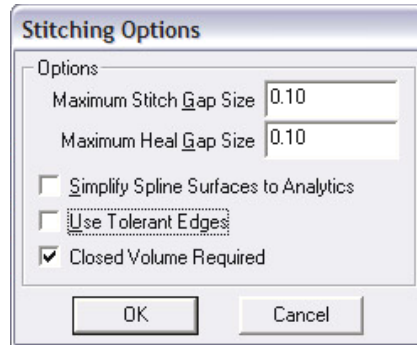 Stitching Options
Options
Maximum Stitch Gap Size 0.10
Maximum Heal Gap Size 0.10
Simplify Spline Surfaces to Analytics
Use Tolerant Edges
Closed Volume Required
OK Cancel